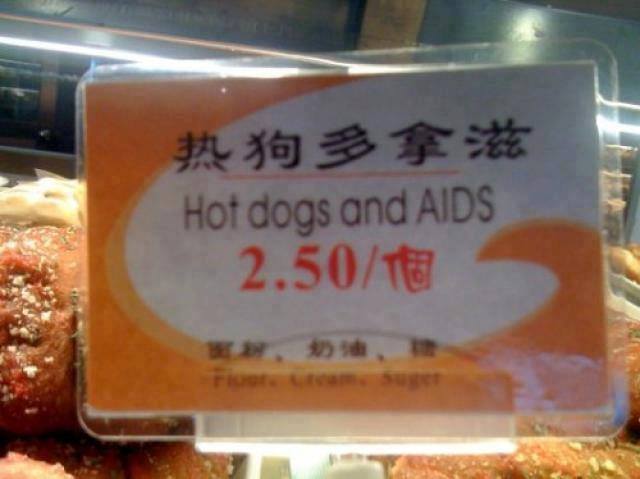 热狗多拿滋
Hot dogs and AIDS
2.50/個
面粉、奶油、糖
Flour、Cream、Suger